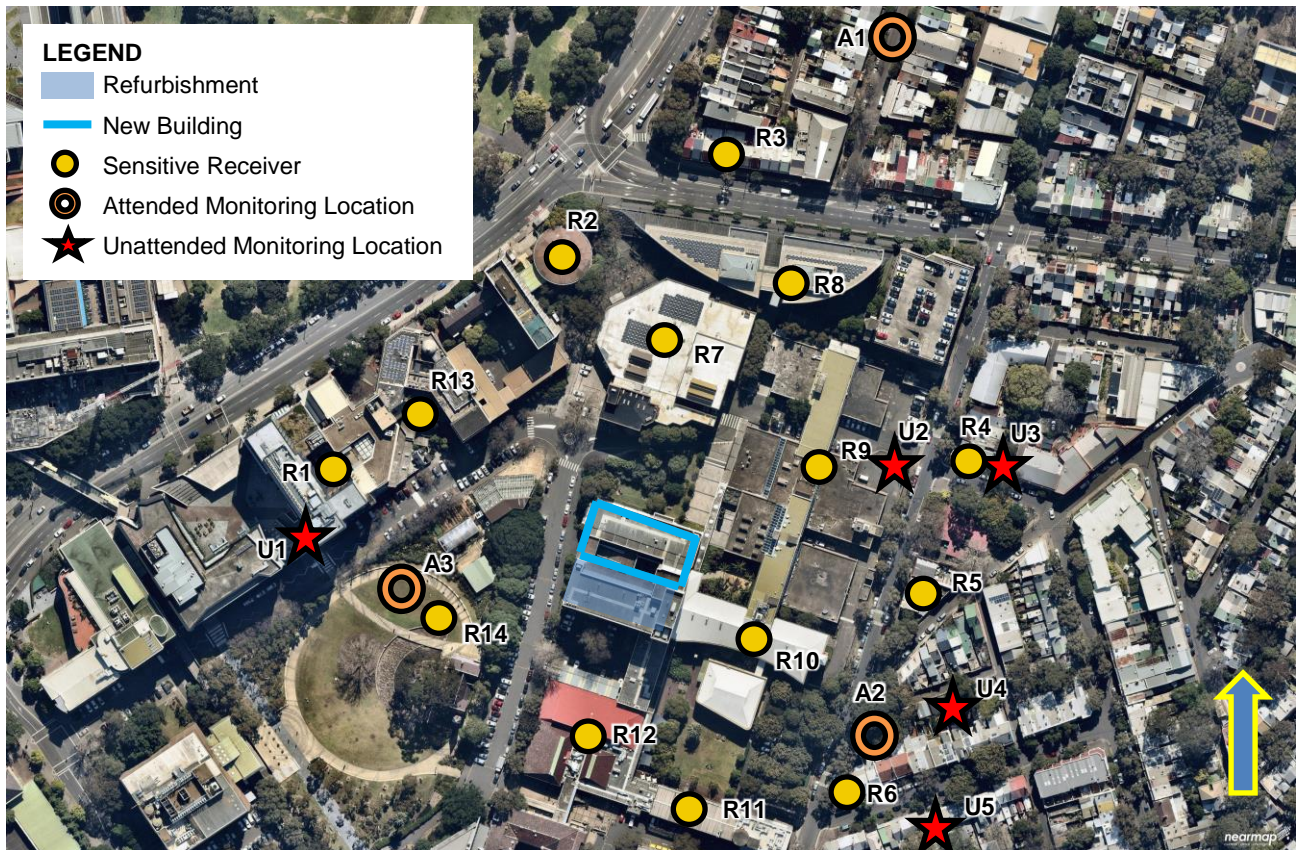 LEGEND
Refurbishment
New Building
Sensitive Receiver
Attended Monitoring Location
Unattended Monitoring Location
A1
R3
R2
R8
R7
R13
R1
R9
U2
R4
U3
U1
A3
R14
R5
R10
U4
A2
R12
R6
R11
U5
nearmap